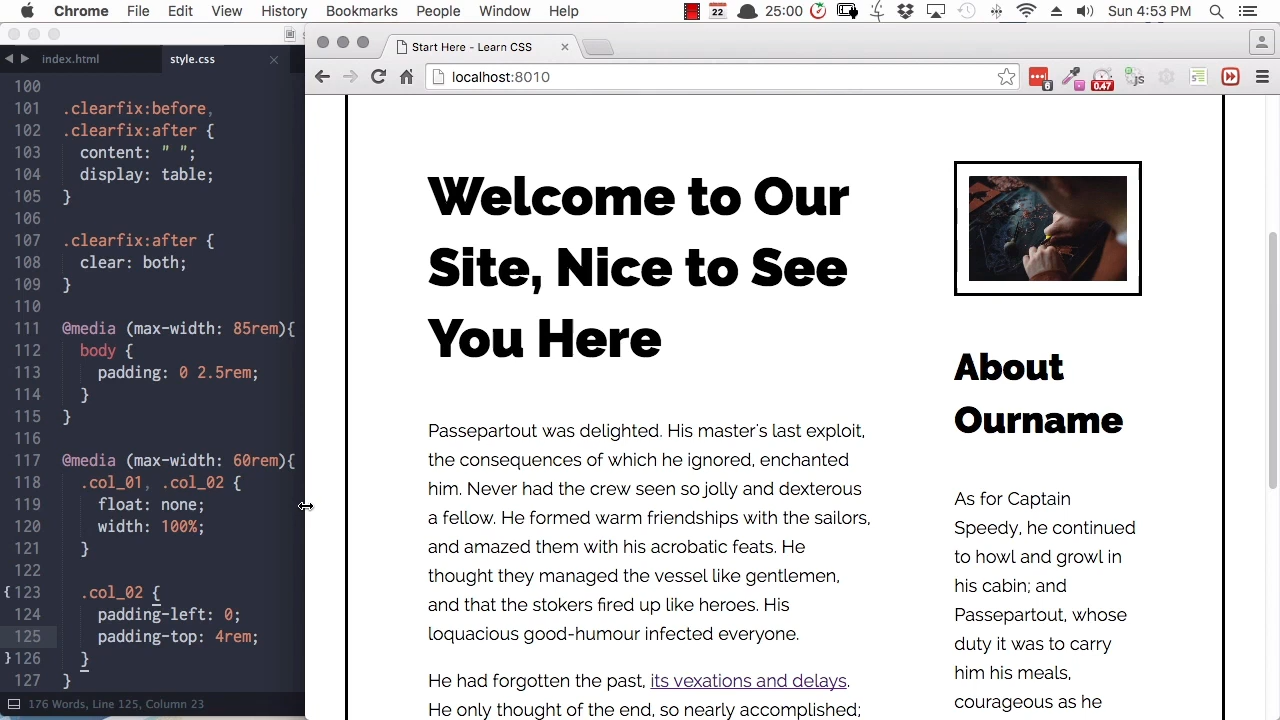 Chrome File Edit View History Bookmarks People Window Help 22 25:00 Sun 4:53 PM
index.html style.css
Start Here - Learn CSS
localhost:8010
6 0.47 JS
100
101 .clearfix:before,
102 .clearfix:after {
103 content: " ";
104 display: table;
105 }
106
107 .clearfix:after {
108 clear: both;
109 }
110
111 @media (max-width: 85rem){
112 body {
113 padding: 0 2.5rem;
114 }
115 }
116
117 @media (max-width: 60rem){
118 .col_01, .col_02 {
119 float: none;
120 width: 100%;
121 }
122
{ 123 .col_02 {
124 padding-left: 0;
125 padding-top: 4rem;
} 126 }
127 }
176 Words, Line 125, Column 23
Welcome to Our
Site, Nice to See
You Here
Passepartout was delighted. His master's last exploit,
the consequences of which he ignored, enchanted
him. Never had the crew seen so jolly and dexterous
a fellow. He formed warm friendships with the sailors,
and amazed them with his acrobatic feats. He
thought they managed the vessel like gentlemen,
and that the stokers fired up like heroes. His
loquacious good-humour infected everyone.
He had forgotten the past, its vexations and delays.
He only thought of the end, so nearly accomplished;
About
Ourname
As for Captain
Speedy, he continued
to howl and growl in
his cabin; and
Passepartout, whose
duty it was to carry
him his meals,
courageous as he